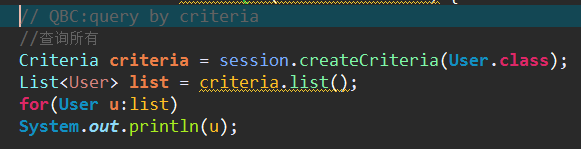 // QBC:query by criteria
//查询所有
Criteria criteria = session.createCriteria(User.class);
List<User> list = criteria.list();
for(User u:list)
System.out.println(u);